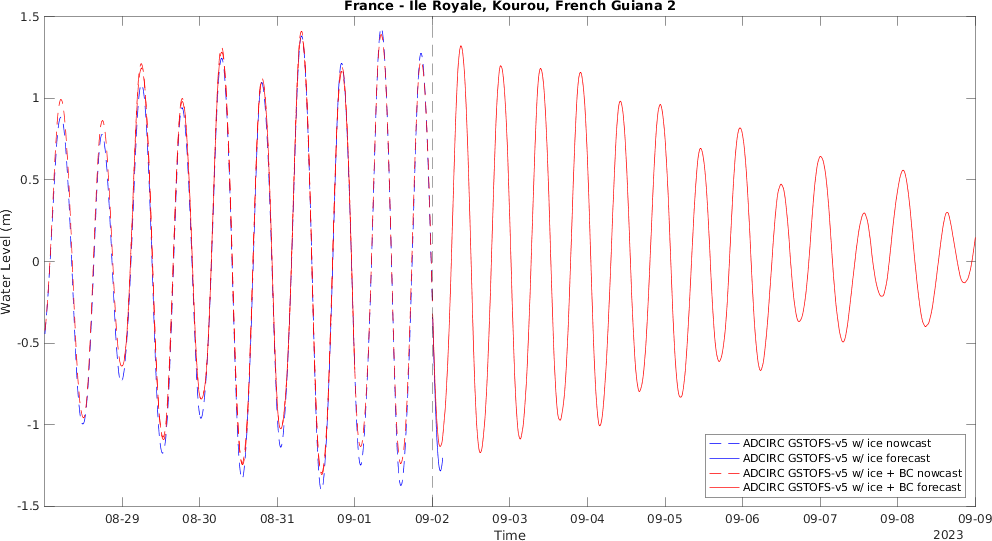 France - Ile Royale, Kourou, French Guiana 2
1.5
1
0.5
0
-0.5
-1
-1.5
Water Level (m)
ADCIRC GSTOFS-v5 w/ ice nowcast
ADCIRC GSTOFS-v5 w/ ice forecast
ADCIRC GSTOFS-v5 w/ ice + BC nowcast
ADCIRC GSTOFS-v5 w/ ice + BC forecast
08-29 08-30 08-31 09-01 09-02 09-03 09-04 09-05 09-06 09-07 09-08 09-09
Time
2023